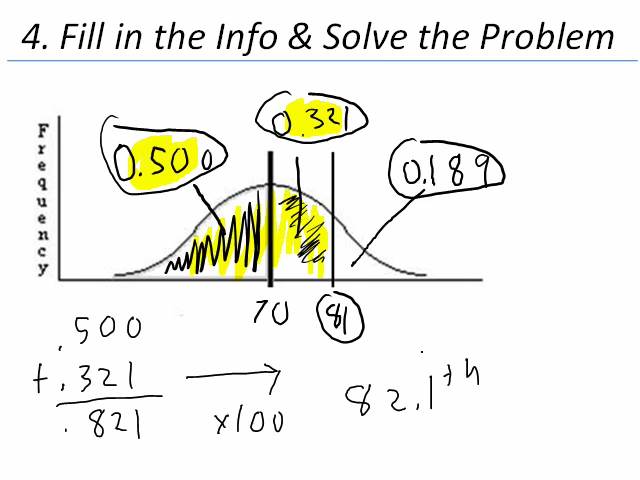 4. Fill in the Info & Solve the Problem
Frequency
0.500
0.321
0.189
70
81
.500
+.321
.821
x100
82.1th